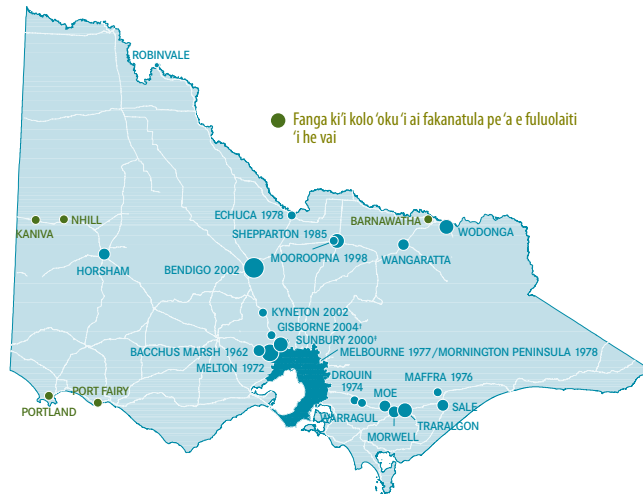 ROBINVALE
Fanga ki'i kolo 'oku 'i ai fakanatula pe 'a e fuluolaiti
'i he vai
ECHUCA 1978
BARNAWATHA
NHILL
KANIVA
SHEPPARTON 1985
WODONGA
MOOROOPNA 1998
WANGARATTA
HORSHAM
BENDIGO 2002
KYNETON 2002
GISBORNE 2004†
SUNBURY 2000‡
BACCHUS MARSH 1962
MELBOURNE 1977/MORNINGTON PENINSULA 1978
MELTON 1972
DROUIN
1974
MAFFRA 1976
PORT FAIRY
MOE
PORTLAND
WARRAGUL
SALE
TRARALGON
MORWELL